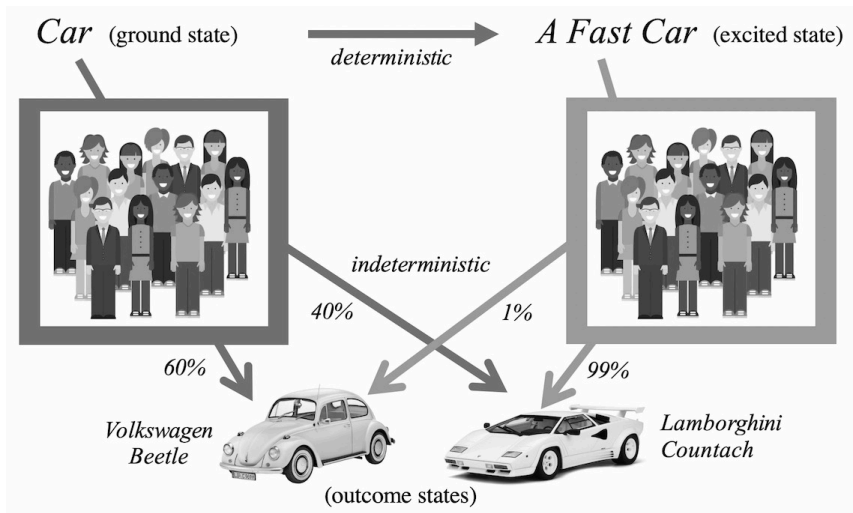 Car (ground state)
deterministic
A Fast Car (excited state)
indeterministic
40%
1%
60%
99%
Volkswagen
Beetle
Lamborghini
Countach
(outcome states)